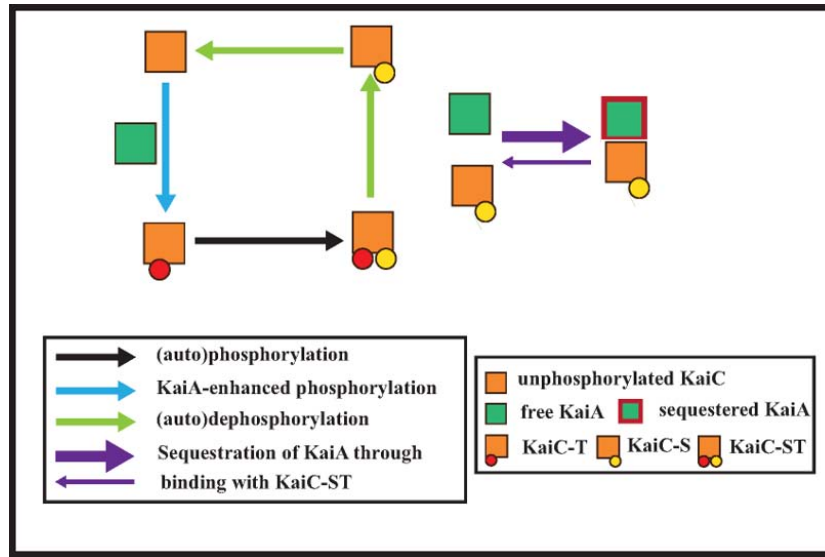 (auto)phosphorylation
KaiA-enhanced phosphorylation
(auto)dephosphorylation
Sequestration of KaiA through
binding with KaiC-ST
unphosphorylated KaiC
free KaiA sequestered KaiA
KaiC-T KaiC-S KaiC-ST